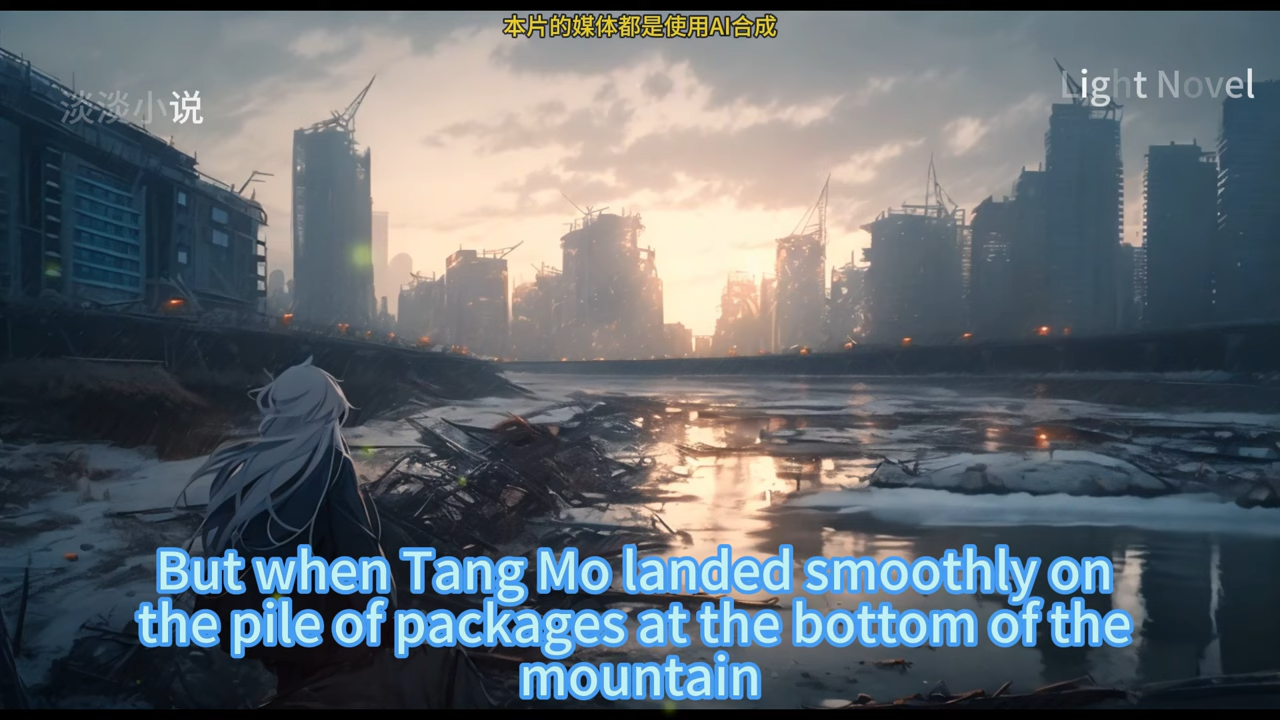 本片的媒体都是使用AI合成
淡淡小说
Light Novel
But when Tang Mo landed smoothly on
the pile of packages at the bottom of the
mountain